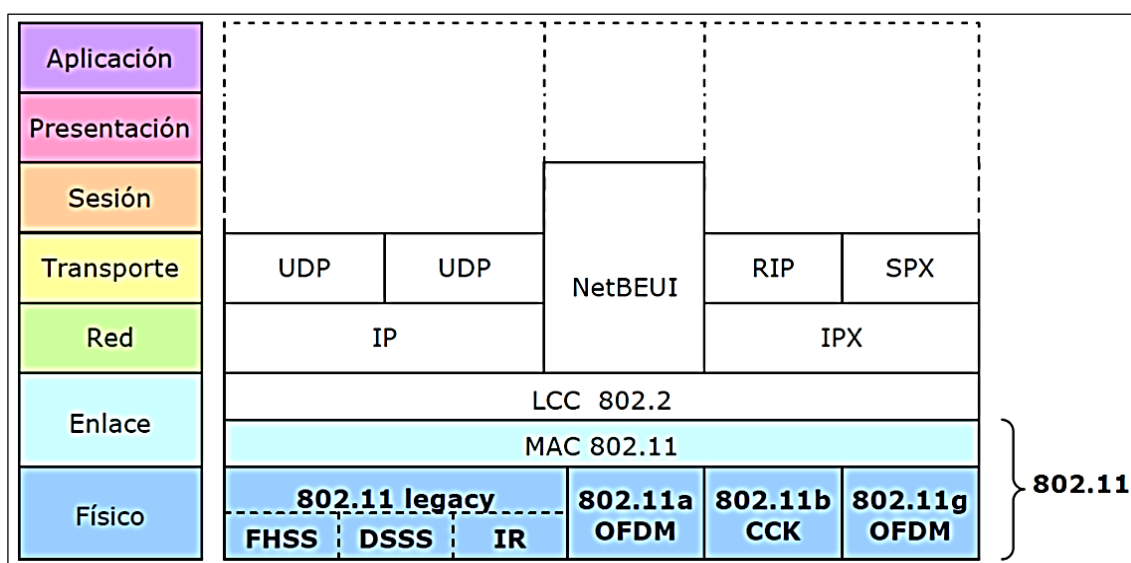 Aplicación
Presentación
Sesión
Transporte
UDP
UDP
NetBEUI
RIP
SPX
Red
IP
IPX
Enlace
LCC 802.2
MAC 802.11
Físico
802.11 legacy
FHSS
DSSS
IR
802.11a
OFDM
802.11b
CCK
802.11g
OFDM
802.11